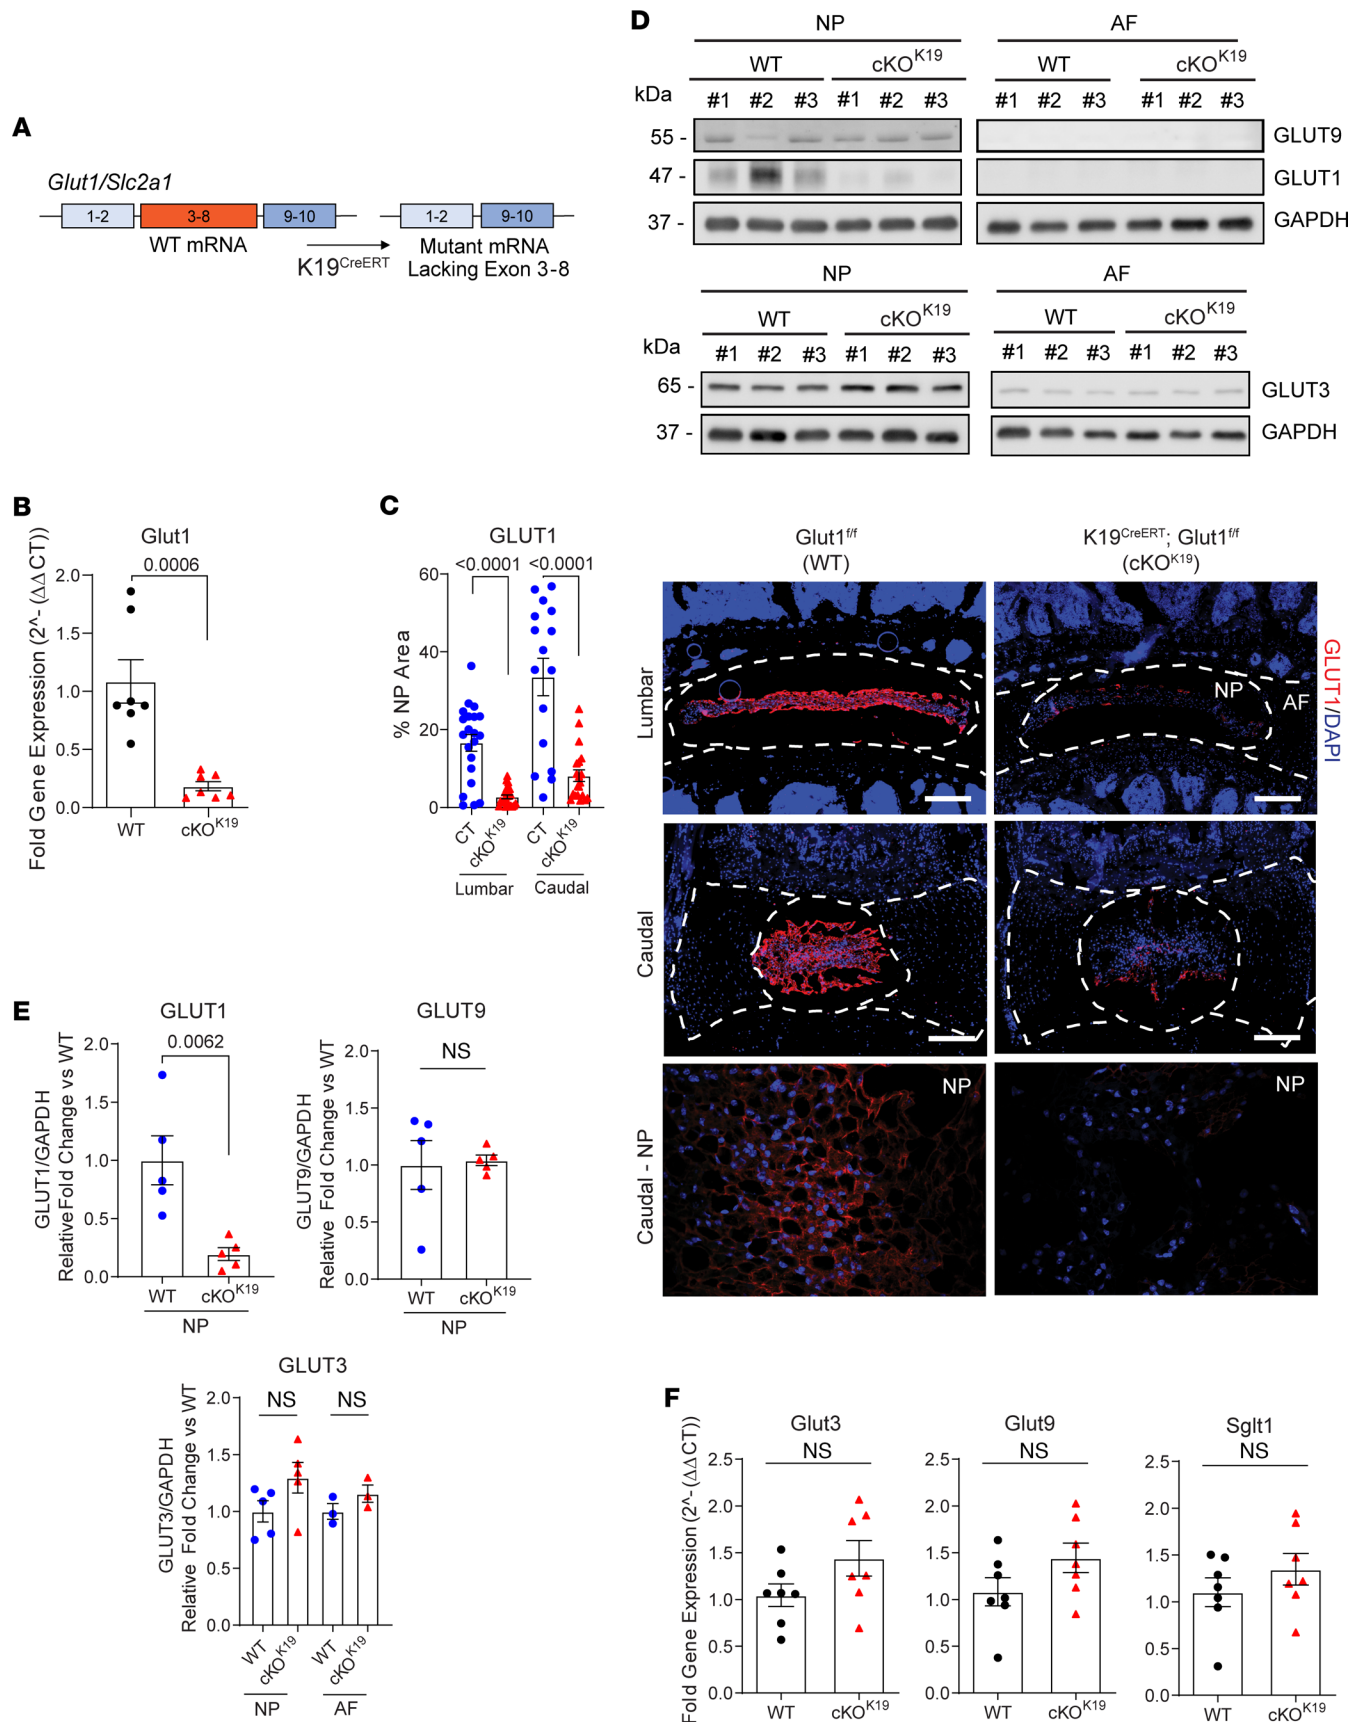 A
Glut1/Slc2a1
1-2
3-8
9-10
1-2
9-10
WT mRNA
K19CreERT
Mutant mRNA
Lacking Exon 3-8
B
Glut1
0.0006
Fold Gene Expression (2^- (ΔΔCT))
2.0
1.5
1.0
0.5
0.0
WT
cKOK19
C
GLUT1
<0.0001
<0.0001
% NP Area
60
40
20
0
CT
cKOK19
CT
cKOK19
Lumbar
Caudal
Glut1f/f
(WT)
K19CreERT; Glut1f/f
(cKOK19)
Lumbar
NP
AF
GLUT1/DAPI
Caudal
Caudal - NP
NP
NP
D
NP
AF
WT
cKOK19
WT
cKOK19
kDa
#1 #2 #3 #1 #2 #3
#1 #2 #3 #1 #2 #3
55 -
GLUT9
47 -
GLUT1
37 -
GAPDH
NP
AF
WT
cKOK19
WT
cKOK19
kDa
#1 #2 #3 #1 #2 #3
#1 #2 #3 #1 #2 #3
65 -
GLUT3
37 -
GAPDH
E
GLUT1
0.0062
GLUT1/GAPDH
RelativeFold Change vs WT
2.0
1.5
1.0
0.5
0.0
WT
cKOK19
NP
GLUT9
NS
GLUT9/GAPDH
Relative Fold Change vs WT
2.0
1.5
1.0
0.5
0.0
WT
cKOK19
NP
GLUT3
NS
NS
GLUT3/GAPDH
Relative Fold Change vs WT
2.0
1.5
1.0
0.5
0.0
WT
cKOK19
WT
cKOK19
NP
AF
F
Glut3
NS
Fold Gene Expression (2^- (ΔΔCT))
2.5
2.0
1.5
1.0
0.5
0.0
WT
cKOK19
Glut9
NS
2.5
2.0
1.5
1.0
0.5
0.0
WT
cKOK19
Sglt1
NS
2.5
2.0
1.5
1.0
0.5
0.0
WT
cKOK19